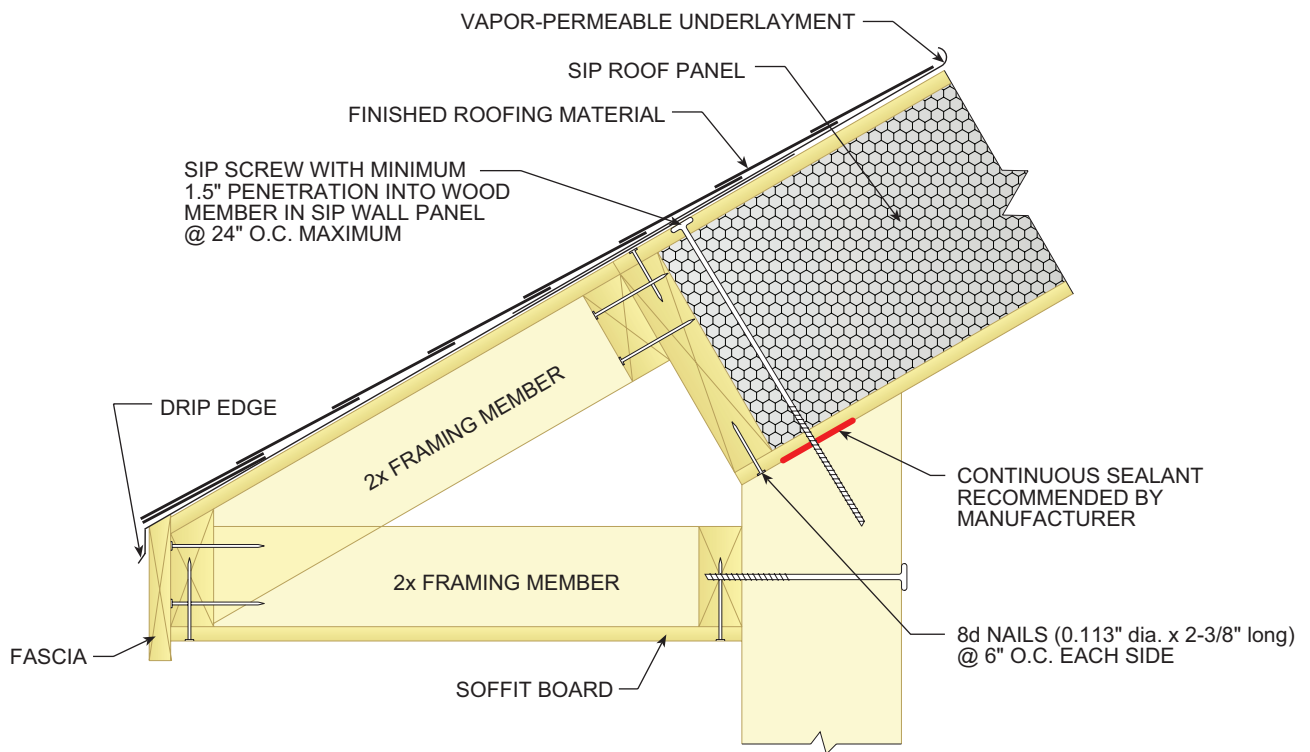 VAPOR-PERMEABLE UNDERLAYMENT
SIP ROOF PANEL
FINISHED ROOFING MATERIAL
SIP SCREW WITH MINIMUM
1.5" PENETRATION INTO WOOD
MEMBER IN SIP WALL PANEL
@ 24" O.C. MAXIMUM
DRIP EDGE
2x FRAMING MEMBER
CONTINUOUS SEALANT
RECOMMENDED BY
MANUFACTURER
2x FRAMING MEMBER
8d NAILS (0.113" dia. x 2-3/8" long)
@ 6" O.C. EACH SIDE
FASCIA
SOFFIT BOARD